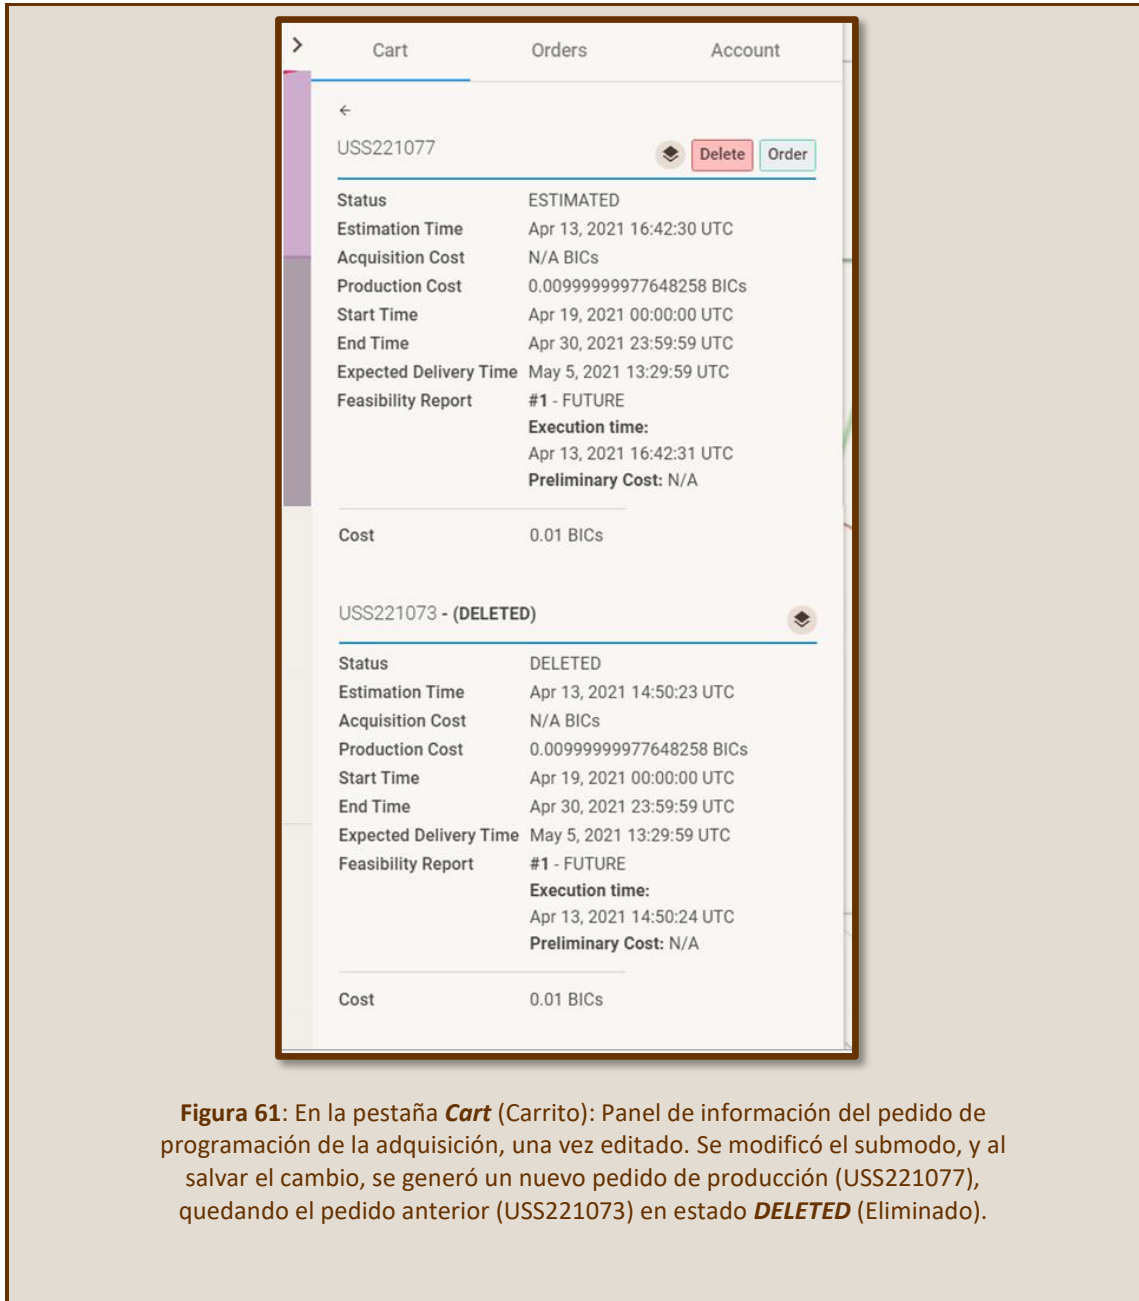 Cart Orders Account
USS221077 Delete Order
Status ESTIMATED
Estimation Time Apr 13, 2021 16:42:30 UTC
Acquisition Cost N/A BICs
Production Cost 0.00999999977648258 BICs
Start Time Apr 19, 2021 00:00:00 UTC
End Time Apr 30, 2021 23:59:59 UTC
Expected Delivery Time May 5, 2021 13:29:59 UTC
Feasibility Report #1 - FUTURE
Execution time:
Apr 13, 2021 16:42:31 UTC
Preliminary Cost: N/A
Cost 0.01 BICs
USS221073 - (DELETED)
Status DELETED
Estimation Time Apr 13, 2021 14:50:23 UTC
Acquisition Cost N/A BICs
Production Cost 0.00999999977648258 BICs
Start Time Apr 19, 2021 00:00:00 UTC
End Time Apr 30, 2021 23:59:59 UTC
Expected Delivery Time May 5, 2021 13:29:59 UTC
Feasibility Report #1 - FUTURE
Execution time:
Apr 13, 2021 14:50:24 UTC
Preliminary Cost: N/A
Cost 0.01 BICs
Figura 61: En la pestaña Cart (Carrito): Panel de información del pedido de
programación de la adquisición, una vez editado. Se modificó el submodo, y al
salvar el cambio, se generó un nuevo pedido de producción (USS221077),
quedando el pedido anterior (USS221073) en estado DELETED (Eliminado).